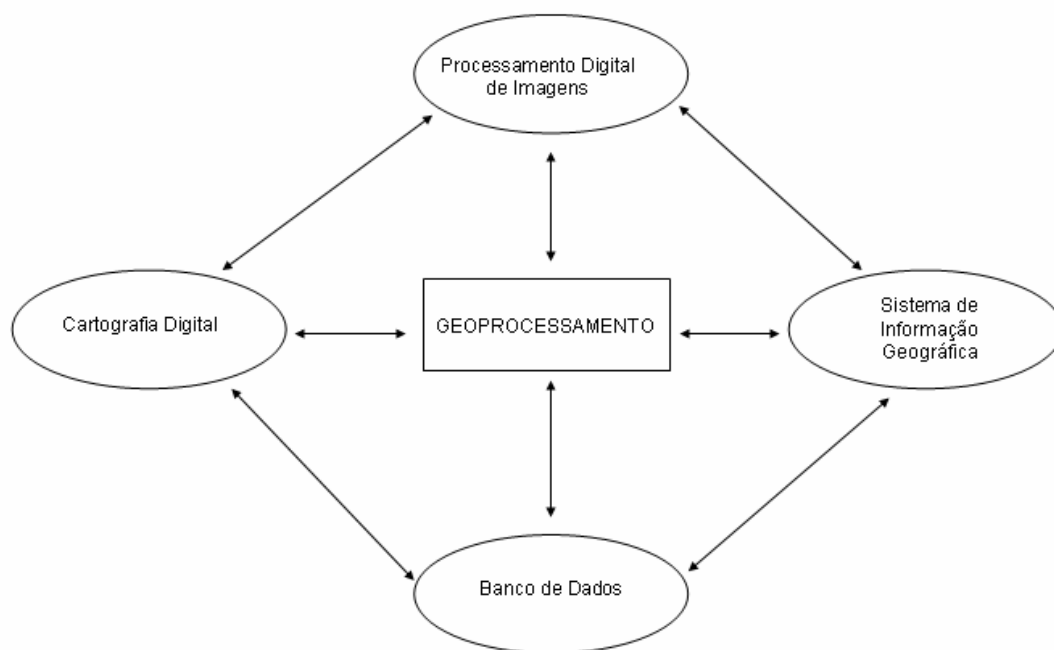 Processamento Digital
de Imagens
Cartografia Digital
GEOPROCESSAMENTO
Sistema de
Informação
Geográfica
Banco de Dados